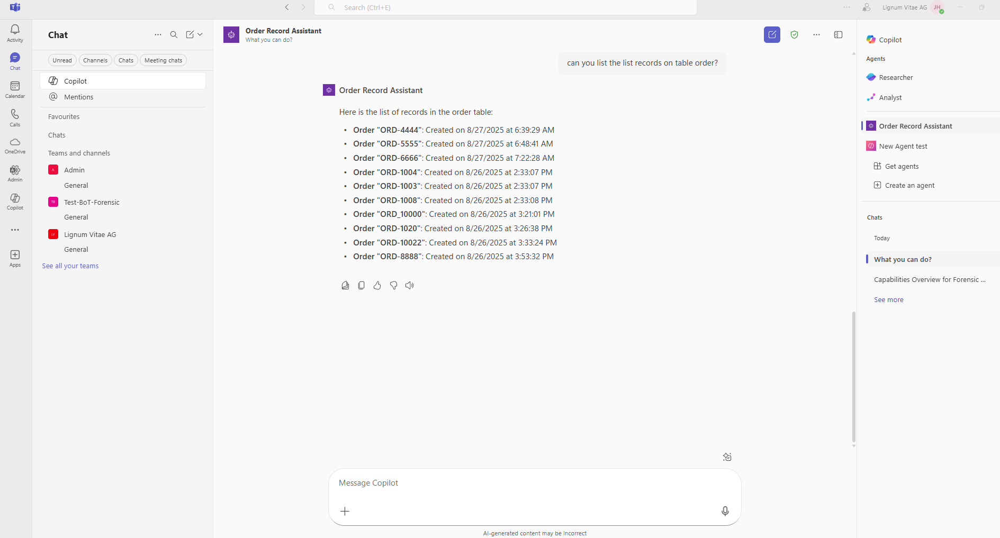 Search (Ctrl+E)
Lignum Vitae AG
JH
Activity
Chat
Calendar
Calls
OneDrive
Admin
Copilot
Apps
Chat
Unread
Channels
Chats
Meeting chats
Copilot
Mentions
Favourites
Chats
Teams and channels
A
Admin
General
TB
Test-BoT-Forensic
General
LV
Lignum Vitae AG
General
See all your teams
Order Record Assistant
What you can do?
can you list the list records on table order?
Order Record Assistant
Here is the list of records in the order table:
• Order "ORD-4444": Created on 8/27/2025 at 6:39:29 AM
• Order "ORD-5555": Created on 8/27/2025 at 6:48:41 AM
• Order "ORD-6666": Created on 8/27/2025 at 7:22:28 AM
• Order "ORD-1004": Created on 8/26/2025 at 2:33:07 PM
• Order "ORD-1003": Created on 8/26/2025 at 2:33:07 PM
• Order "ORD-1008": Created on 8/26/2025 at 2:33:08 PM
• Order "ORD_10000": Created on 8/26/2025 at 3:21:01 PM
• Order "ORD-1020": Created on 8/26/2025 at 3:26:38 PM
• Order "ORD-10022": Created on 8/26/2025 at 3:33:24 PM
• Order "ORD-8888": Created on 8/26/2025 at 3:53:32 PM
Message Copilot
AI-generated content may be incorrect
Copilot
Agents
Researcher
Analyst
Order Record Assistant
New Agent test
Get agents
Create an agent
Chats
Today
What you can do?
Capabilities Overview for Forensic ...
See more